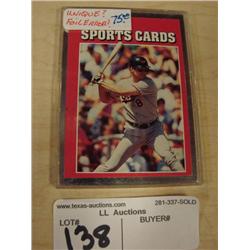 UNIQUE?
FOIL ERROR?
75.00
SPORTS CARDS
8
www.texas-auctions.com
281-337-SOLD
LL Auctions
LOT#
BUYER#
138